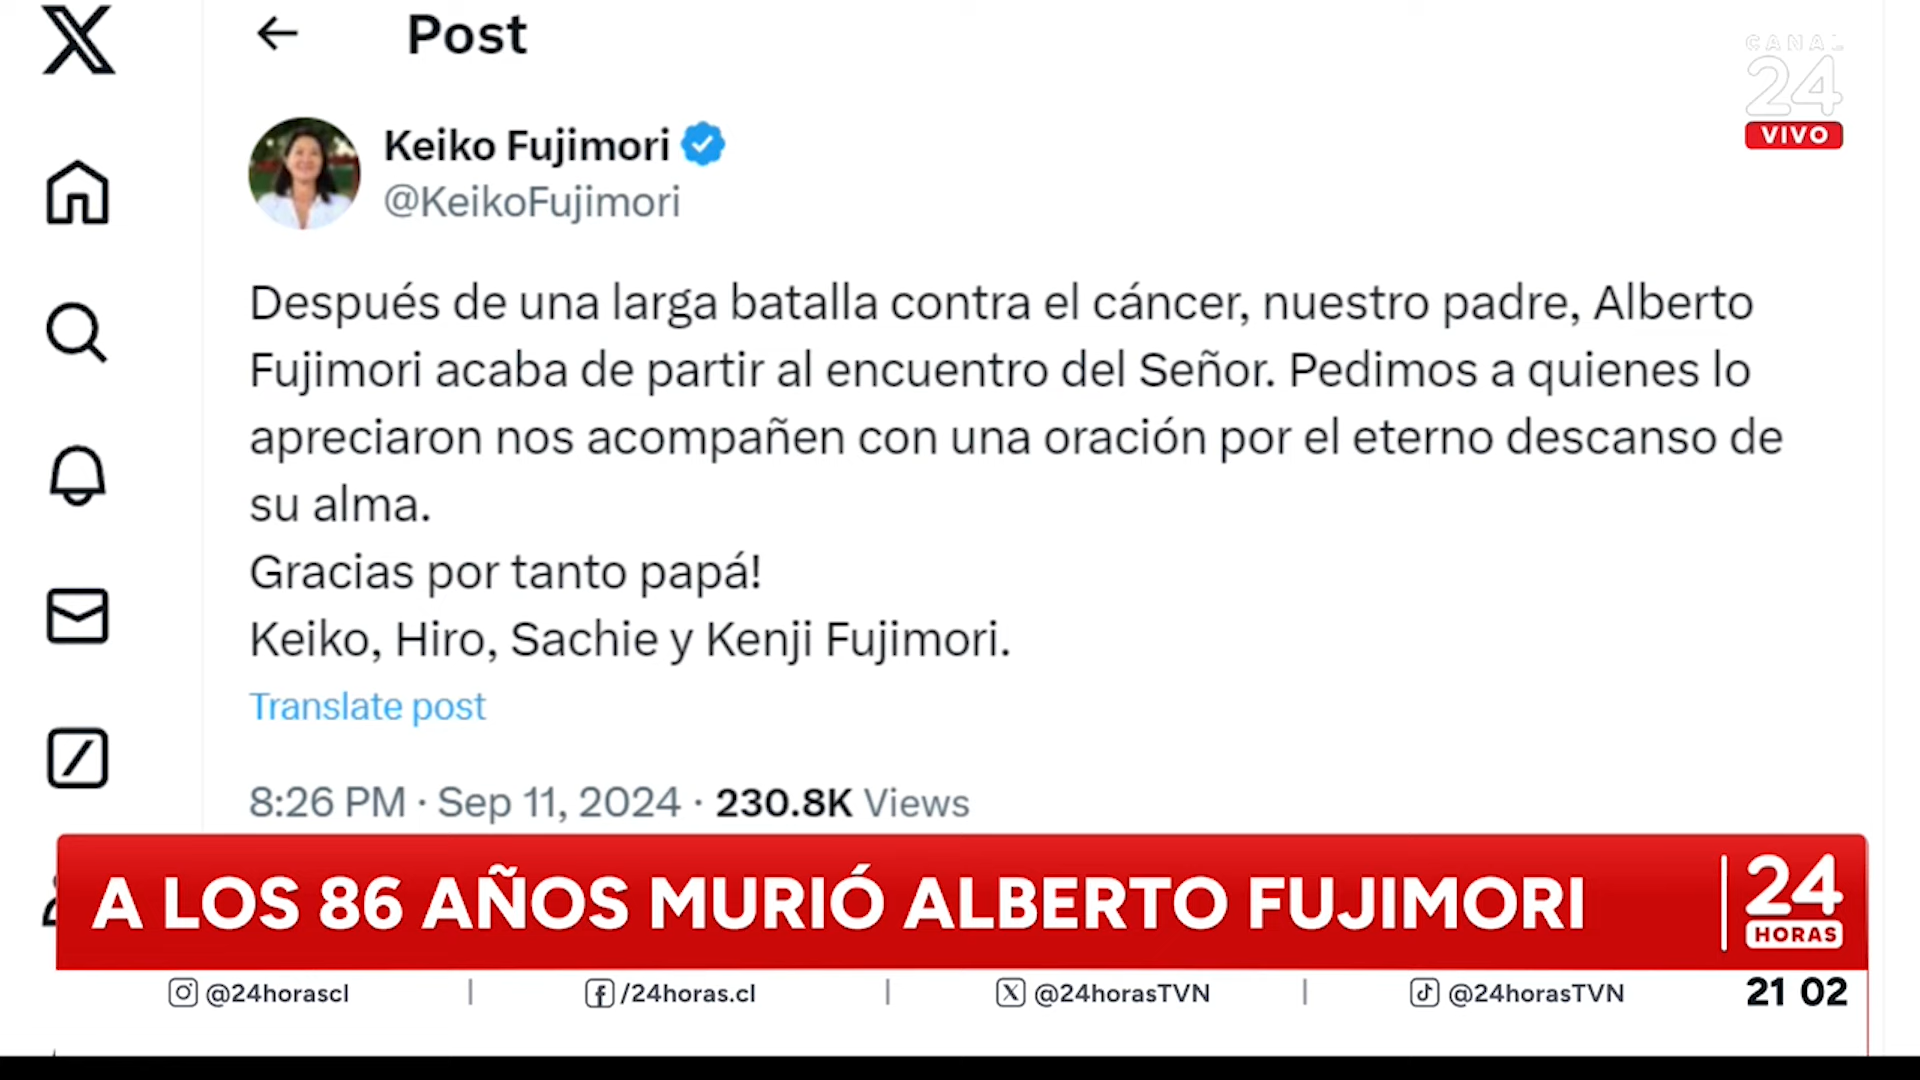 Post
CANAL
24
VIVO
Keiko Fujimori
@KeikoFujimori
Después de una larga batalla contra el cáncer, nuestro padre, Alberto
Fujimori acaba de partir al encuentro del Señor. Pedimos a quienes lo
apreciaron nos acompañen con una oración por el eterno descanso de
su alma.
Gracias por tanto papá!
Keiko, Hiro, Sachie y Kenji Fujimori.
Translate post
8:26 PM · Sep 11, 2024 · 230.8K Views
A LOS 86 AÑOS MURIÓ ALBERTO FUJIMORI
24
HORAS
@24horascl | /24horas.cl | @24horasTVN | @24horasTVN
21 02